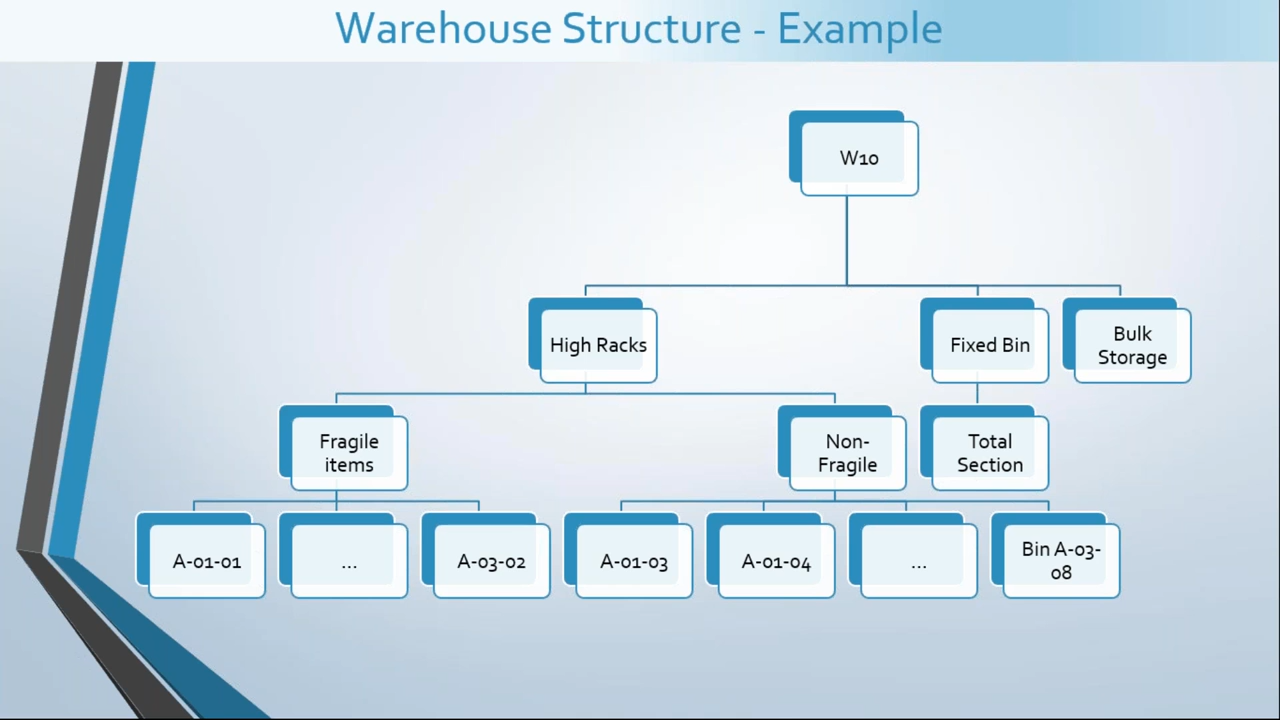 Warehouse Structure - Example
W10
High Racks
Fixed Bin
Bulk
Storage
Fragile
items
Non-
Fragile
Total
Section
A-01-01
...
A-03-02
A-01-03
A-01-04
...
Bin A-03-
08